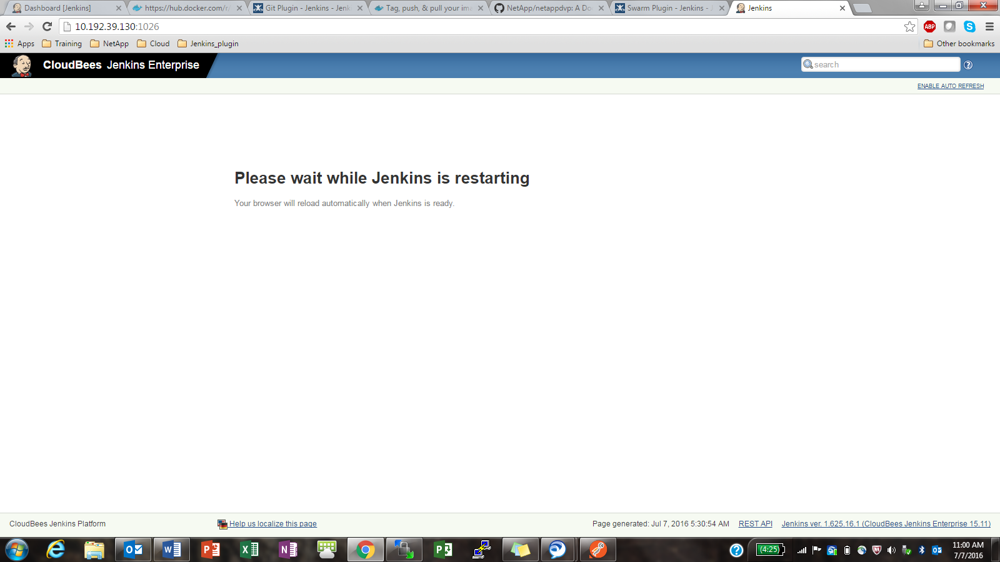 Dashboard [Jenkins]
https://hub.docker.com/r/
Git Plugin - Jenkins - Jenk
Tag, push, & pull your ima
NetApp/netappdvp: A Do
Swarm Plugin - Jenkins - J
Jenkins
10.192.39.130:1026
ABP
Apps
Training
NetApp
Cloud
Jenkins_plugin
Other bookmarks
CloudBees Jenkins Enterprise
search
ENABLE AUTO REFRESH
Please wait while Jenkins is restarting
Your browser will reload automatically when Jenkins is ready.
CloudBees Jenkins Platform
Help us localize this page
Page generated: Jul 7, 2016 5:30:54 AM
REST API
Jenkins ver. 1.625.16.1 (CloudBees Jenkins Enterprise 15.11)
(4:25)
11:00 AM
7/7/2016